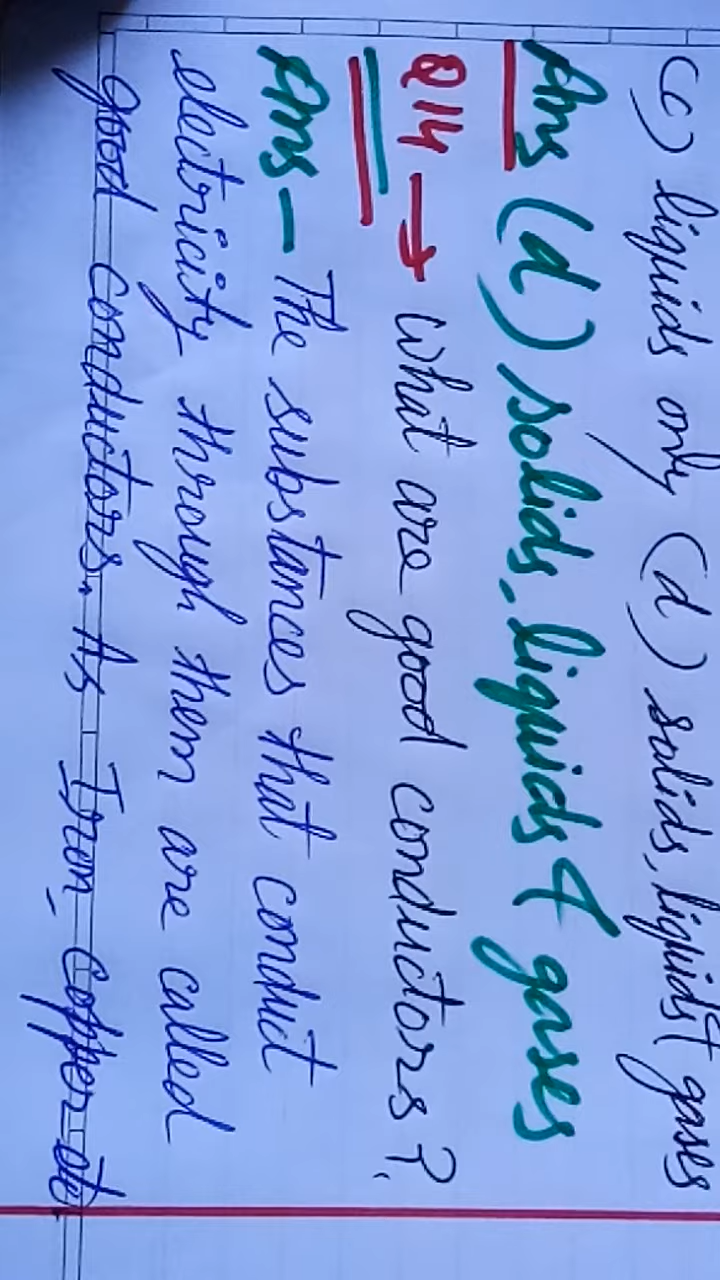 (c) liquids only (d) solids, liquids & gases
Ans (d) solids, liquids & gases
Q14 → What are good conductors?
Ans - The substances that conduct
electricity through them are called
good conductors. As - Iron, Copper etc.